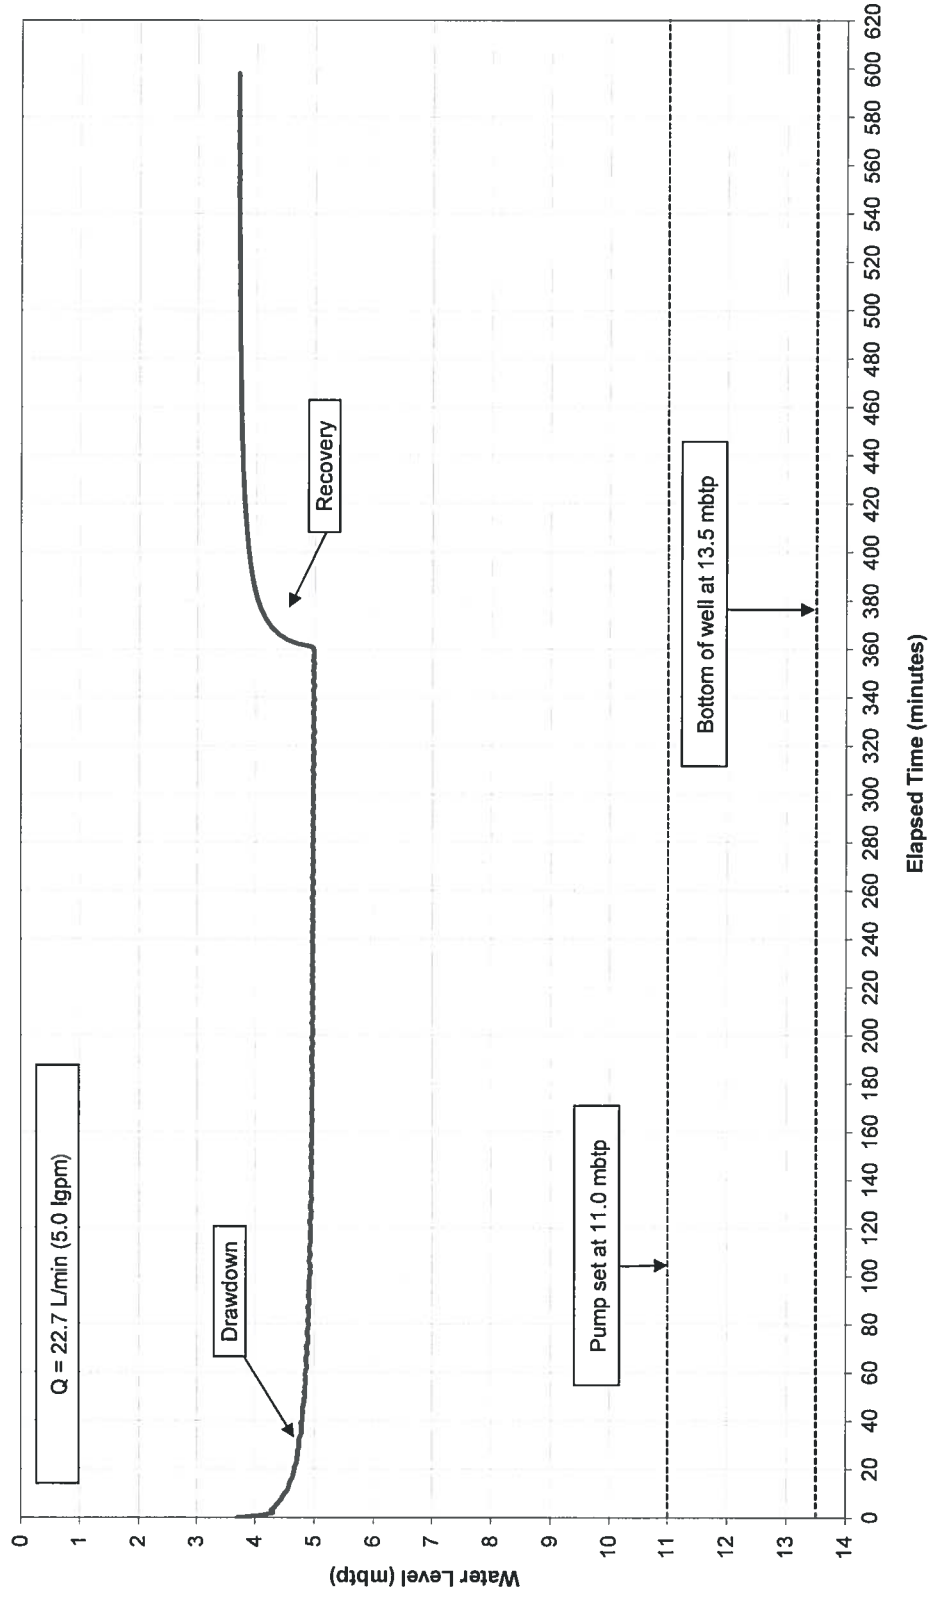 Q = 22.7 L/min (5.0 Igpm)
Drawdown
Recovery
Pump set at 11.0 mbtp
Bottom of well at 13.5 mbtp
Water Level (mbtp)
0
1
2
3
4
5
6
7
8
9
10
11
12
13
14
0 20 40 60 80 100 120 140 160 180 200 220 240 260 280 300 320 340 360 380 400 420 440 460 480 500 520 540 560 580 600 620
Elapsed Time (minutes)